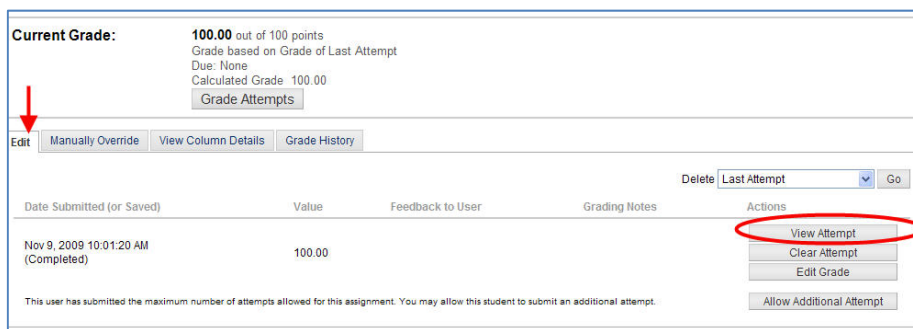 Current Grade: 100.00 out of 100 points
Grade based on Grade of Last Attempt
Due: None
Calculated Grade 100.00
Grade Attempts
Edit Manually Override View Column Details Grade History
Delete Last Attempt Go
Date Submitted (or Saved) Value Feedback to User Grading Notes Actions
View Attempt
Nov 9, 2009 10:01:20 AM
(Completed) 100.00 Clear Attempt
Edit Grade
This user has submitted the maximum number of attempts allowed for this assignment. You may allow this student to submit an additional attempt. Allow Additional Attempt